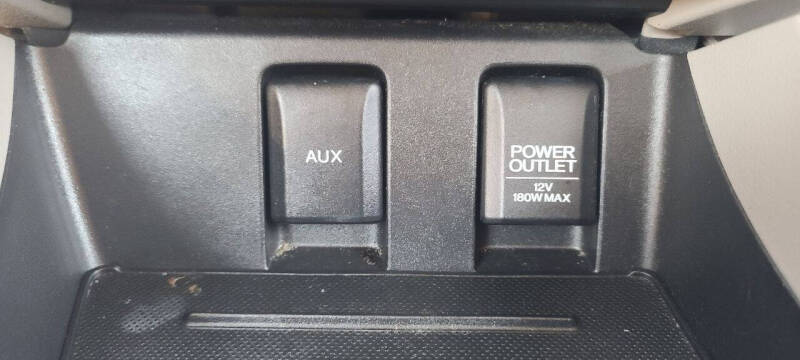 AUX
POWER
OUTLET
12V
180W MAX